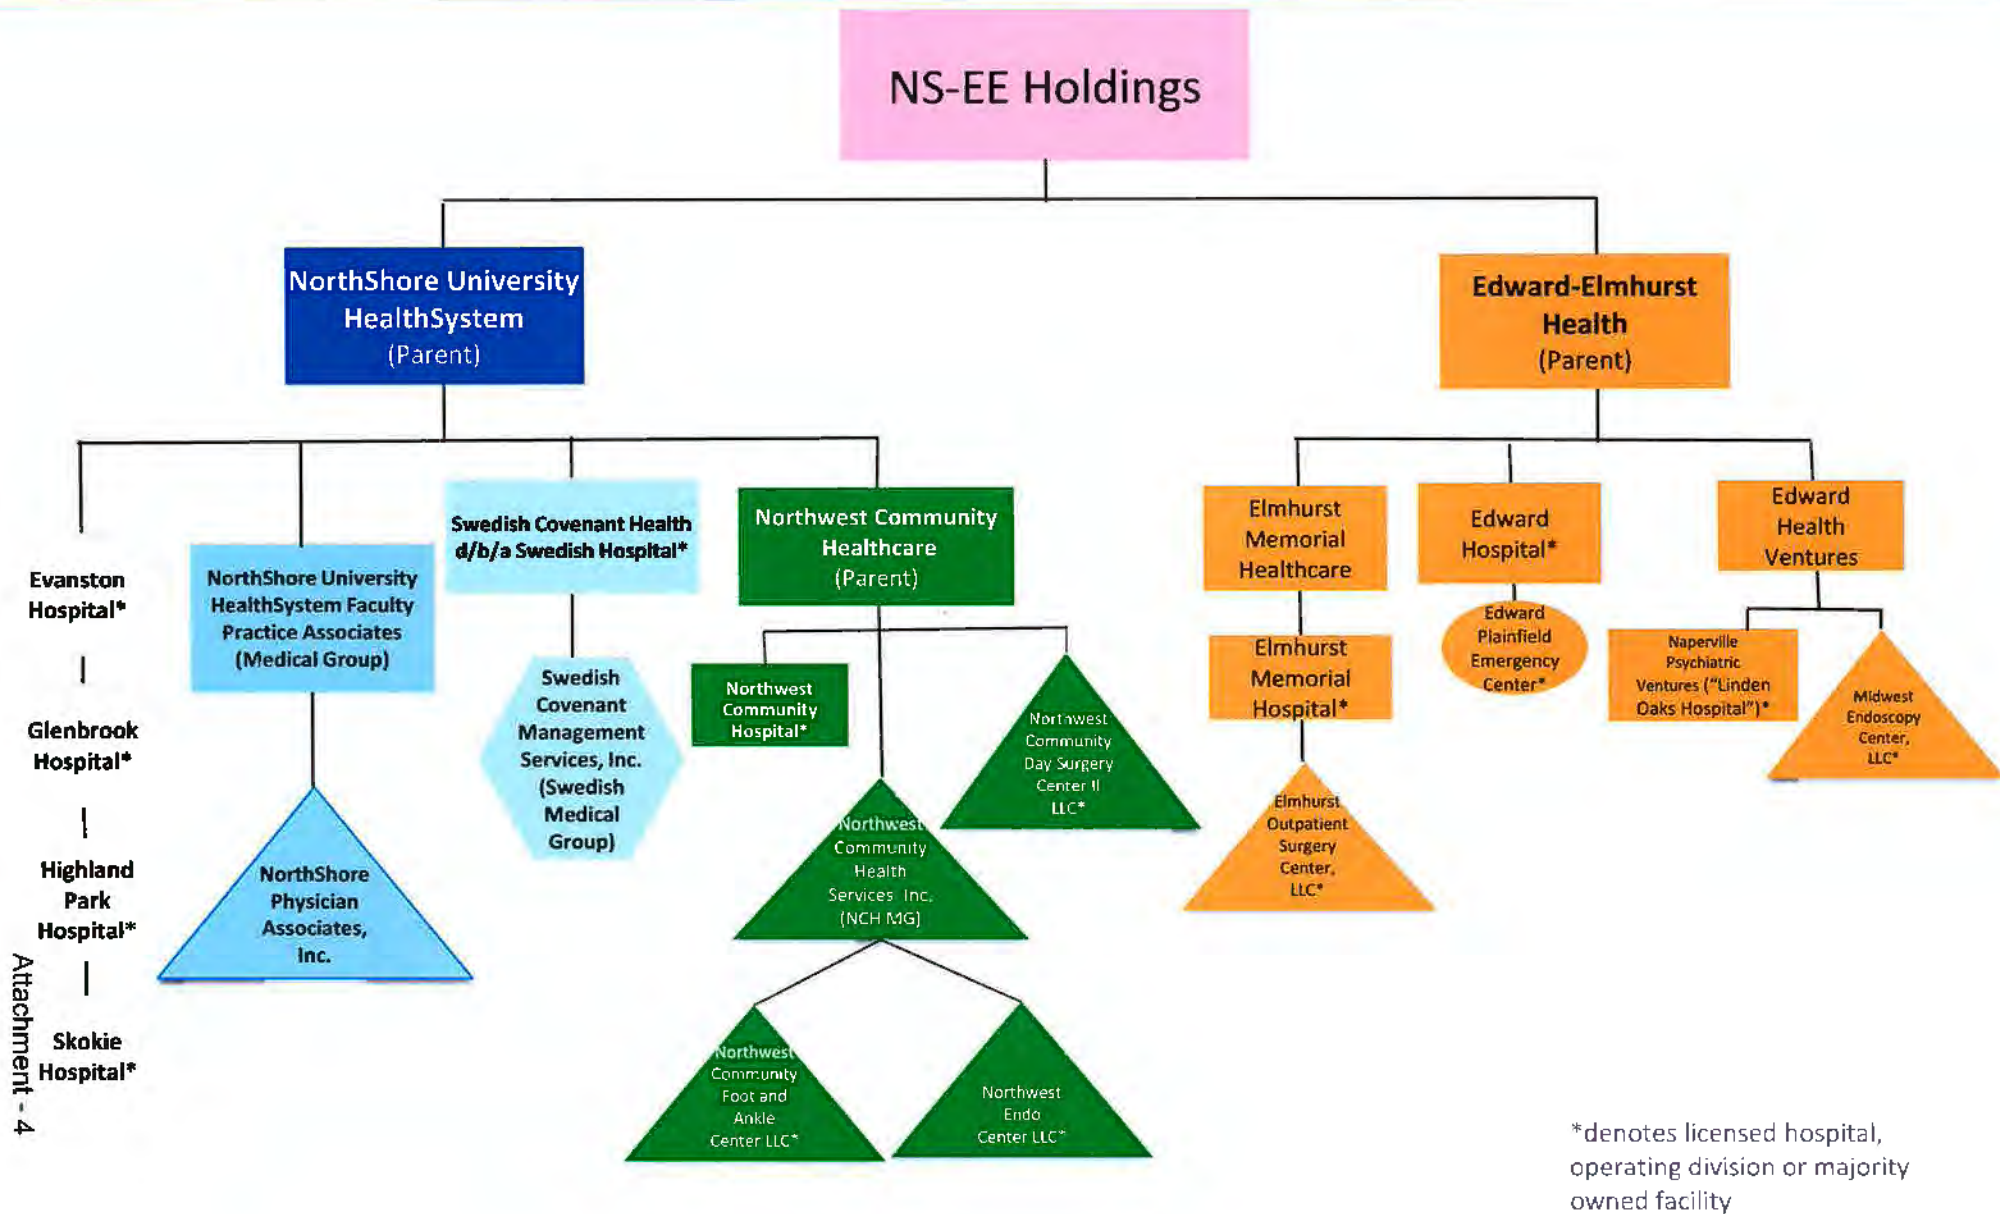 NS-EE Holdings
NorthShore University
HealthSystem
(Parent)
Edward-Elmhurst
Health
(Parent)
Evanston
Hospital*
Glenbrook
Hospital*
Highland
Park
Hospital*
Skokie
Hospital*
NorthShore University
HealthSystem Faculty
Practice Associates
(Medical Group)
NorthShore
Physician
Associates,
Inc.
Swedish Covenant Health
d/b/a Swedish Hospital*
Swedish
Covenant
Management
Services, Inc.
(Swedish
Medical
Group)
Northwest Community
Healthcare
(Parent)
Northwest
Community
Hospital*
Northwest
Community
Health
Services Inc.
(NCH MG)
Northwest
Community
Day Surgery
Center II
LLC*
Northwest
Community
Foot and
Ankle
Center LLC*
Northwest
Endo
Center LLC*
Elmhurst
Memorial
Healthcare
Elmhurst
Memorial
Hospital*
Elmhurst
Outpatient
Surgery
Center,
LLC*
Edward
Hospital*
Edward
Plainfield
Emergency
Center*
Edward
Health
Ventures
Naperville
Psychiatric
Ventures ("Linden
Oaks Hospital")*
Midwest
Endoscopy
Center,
LLC*
Attachment - 4
*denotes licensed hospital,
operating division or majority
owned facility